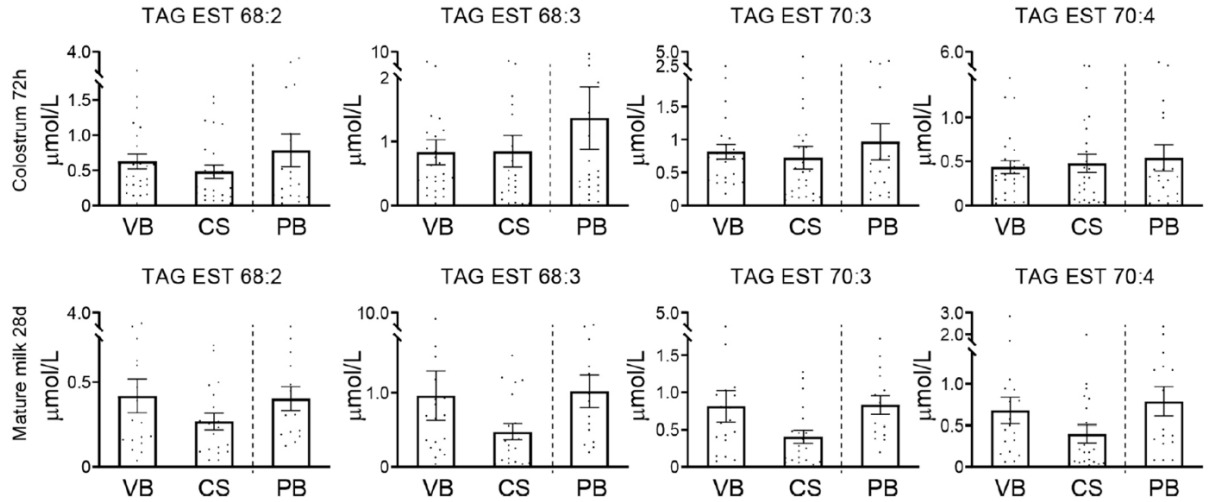 TAG EST 68:2 TAG EST 68:3 TAG EST 70:3 TAG EST 70:4
Colostrum 72h
μmol/L
4.0
1.5
1.0
0.5
0
VB CS PB
μmol/L
10
2
1
0
VB CS PB
μmol/L
5.0
2.5
1.5
1
0.5
0
VB CS PB
μmol/L
6.0
1.0
0.5
0
VB CS PB
TAG EST 68:2 TAG EST 68:3 TAG EST 70:3 TAG EST 70:4
Mature milk 28d
μmol/L
4.0
0.5
0
VB CS PB
μmol/L
10.0
1.0
0
VB CS PB
μmol/L
5.0
1.5
1.0
0.5
0
VB CS PB
μmol/L
3.0
2.0
1.0
0.5
0
VB CS PB